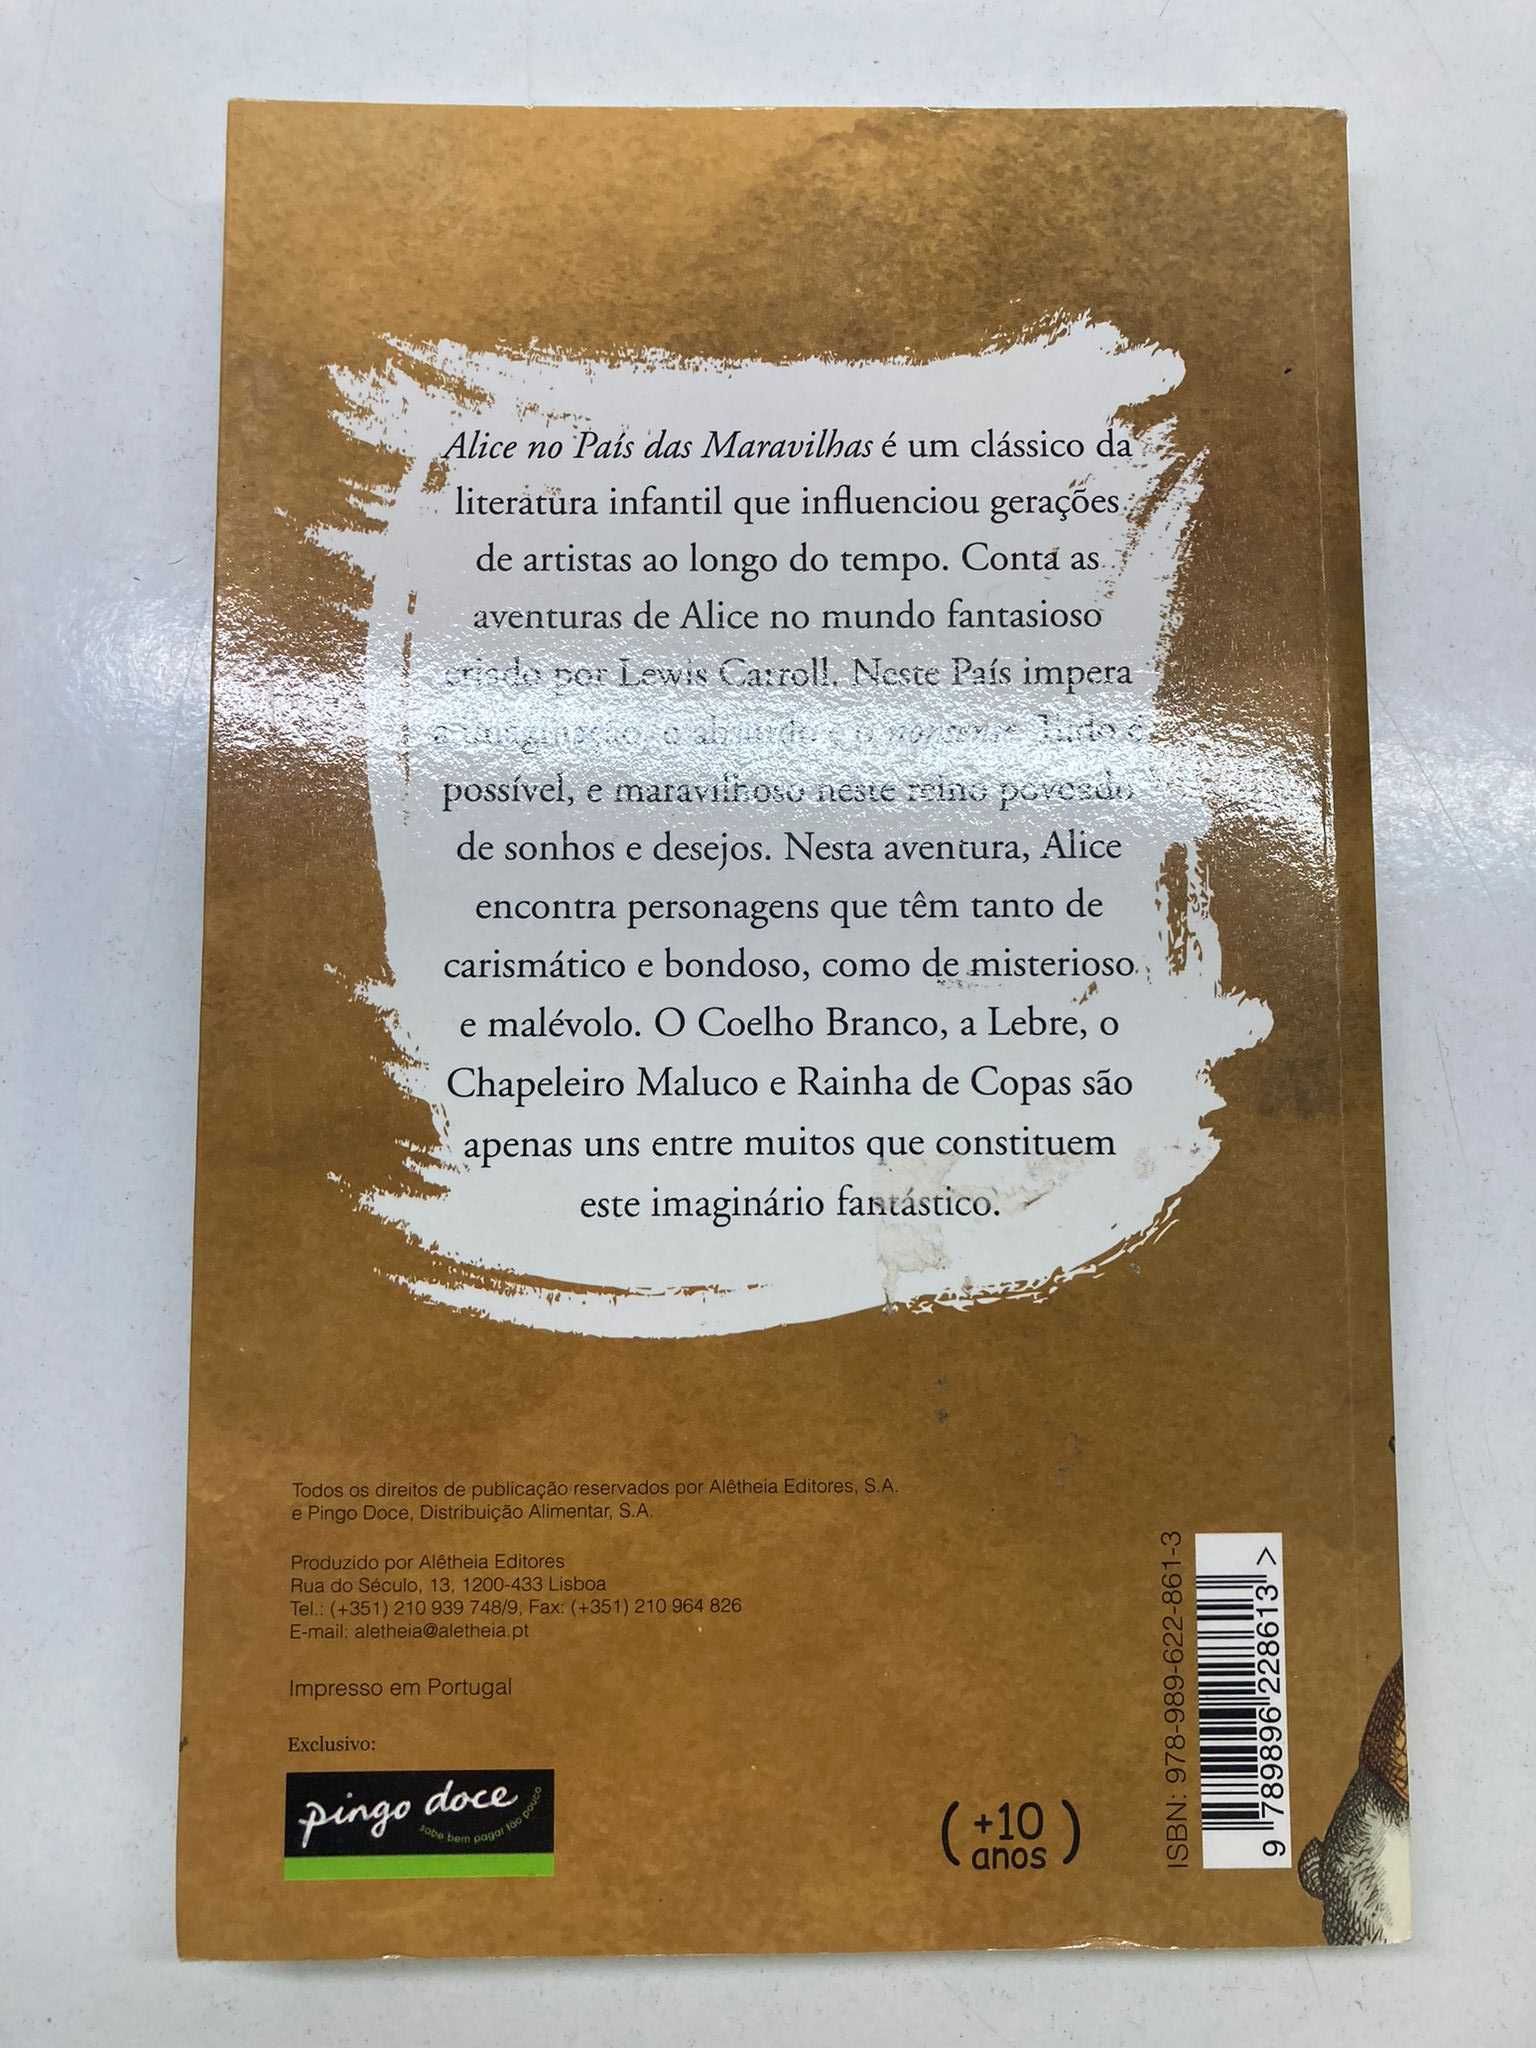 Alice no País das Maravilhas é um clássico da
literatura infantil que influenciou gerações
de artistas ao longo do tempo. Conta as
aventuras de Alice no mundo fantasioso
criado por Lewis Carroll. Neste País impera
a imaginação, o absurdo e o nonsense. Tudo é
possível, e maravilhoso neste reino povoado
de sonhos e desejos. Nesta aventura, Alice
encontra personagens que têm tanto de
carismático e bondoso, como de misterioso
e malévolo. O Coelho Branco, a Lebre, o
Chapeleiro Maluco e Rainha de Copas são
apenas uns entre muitos que constituem
este imaginário fantástico.
Todos os direitos de publicação reservados por Alêtheia Editores, S.A.
e Pingo Doce, Distribuição Alimentar, S.A.
Produzido por Alêtheia Editores
Rua do Século, 13, 1200-433 Lisboa
Tel.: (+351) 210 939 748/9, Fax: (+351) 210 964 826
E-mail: aletheia@aletheia.pt
Impresso em Portugal
Exclusivo:
pingo doce
sabe bem pagar tão pouco
(+10
anos)
ISBN: 978-989-622-861-3
9 789896 228613 >